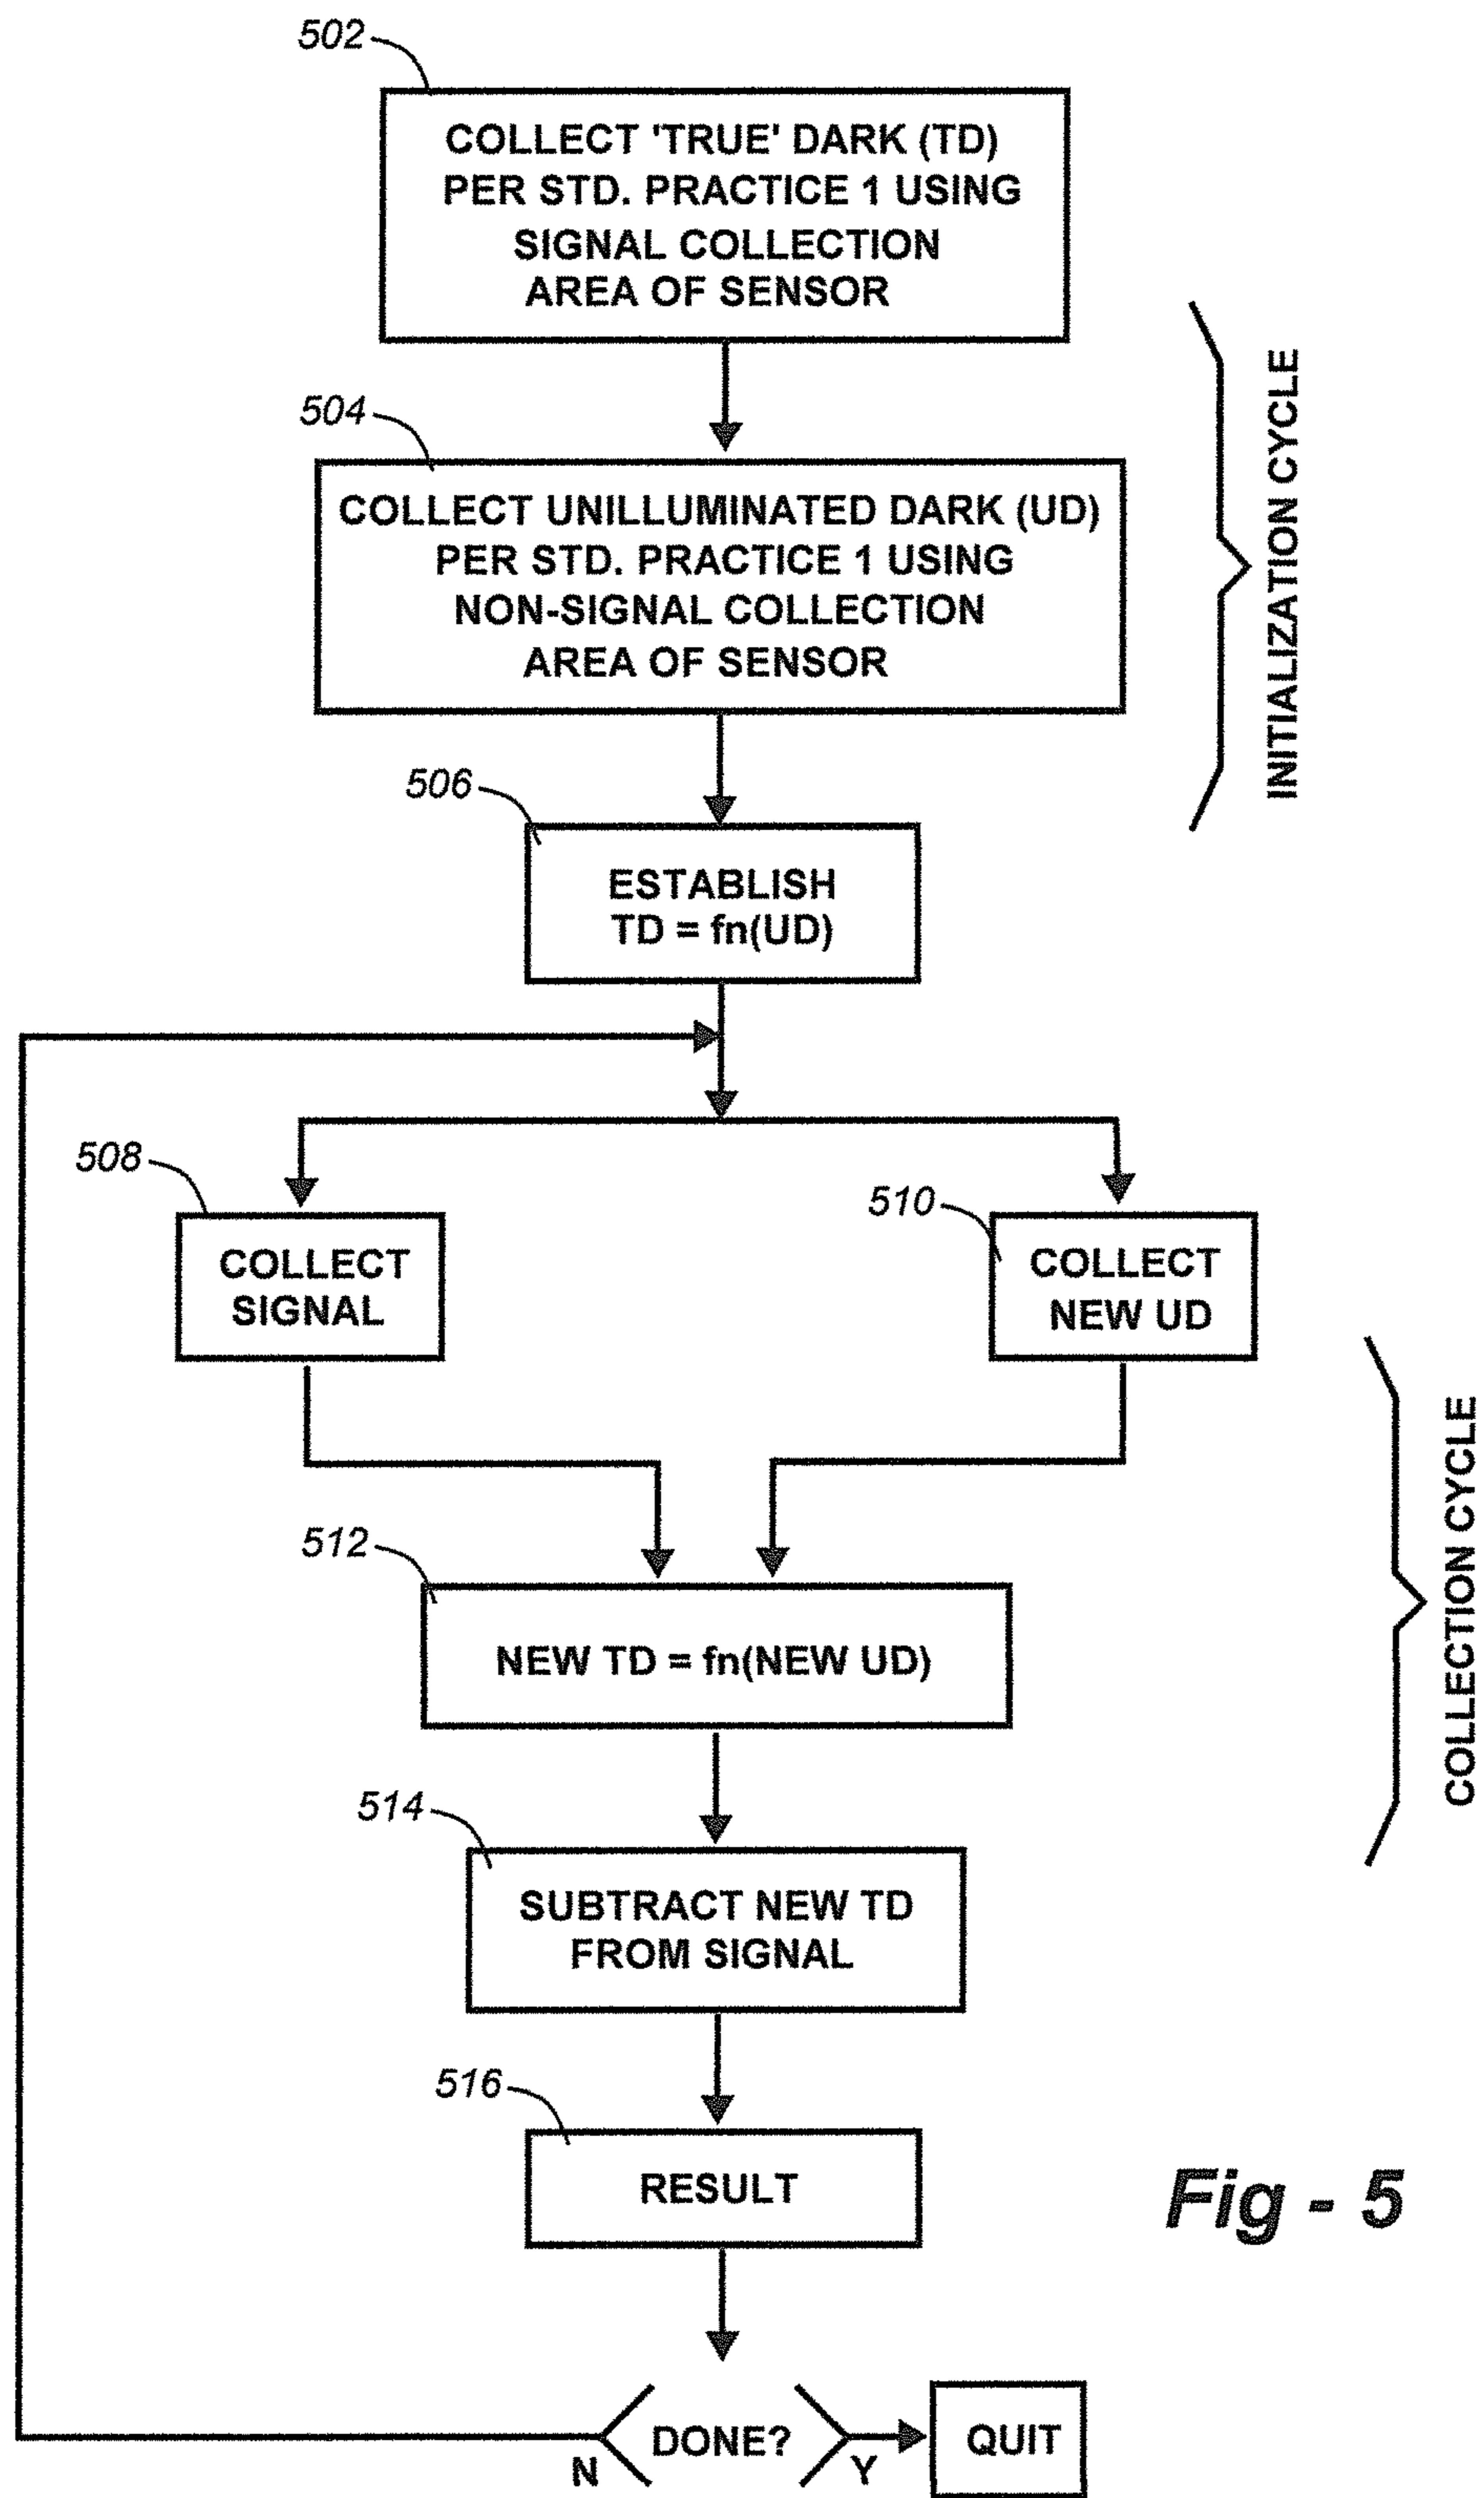 502
COLLECT 'TRUE' DARK (TD)
PER STD. PRACTICE 1 USING
SIGNAL COLLECTION
AREA OF SENSOR
504
COLLECT UNILLUMINATED DARK (UD)
PER STD. PRACTICE 1 USING
NON-SIGNAL COLLECTION
AREA OF SENSOR
INITIALIZATION CYCLE
506
ESTABLISH
TD = fn(UD)
508
COLLECT
SIGNAL
510
COLLECT
NEW UD
512
NEW TD = fn(NEW UD)
514
SUBTRACT NEW TD
FROM SIGNAL
COLLECTION CYCLE
516
RESULT
Fig - 5
DONE?
N
Y
QUIT